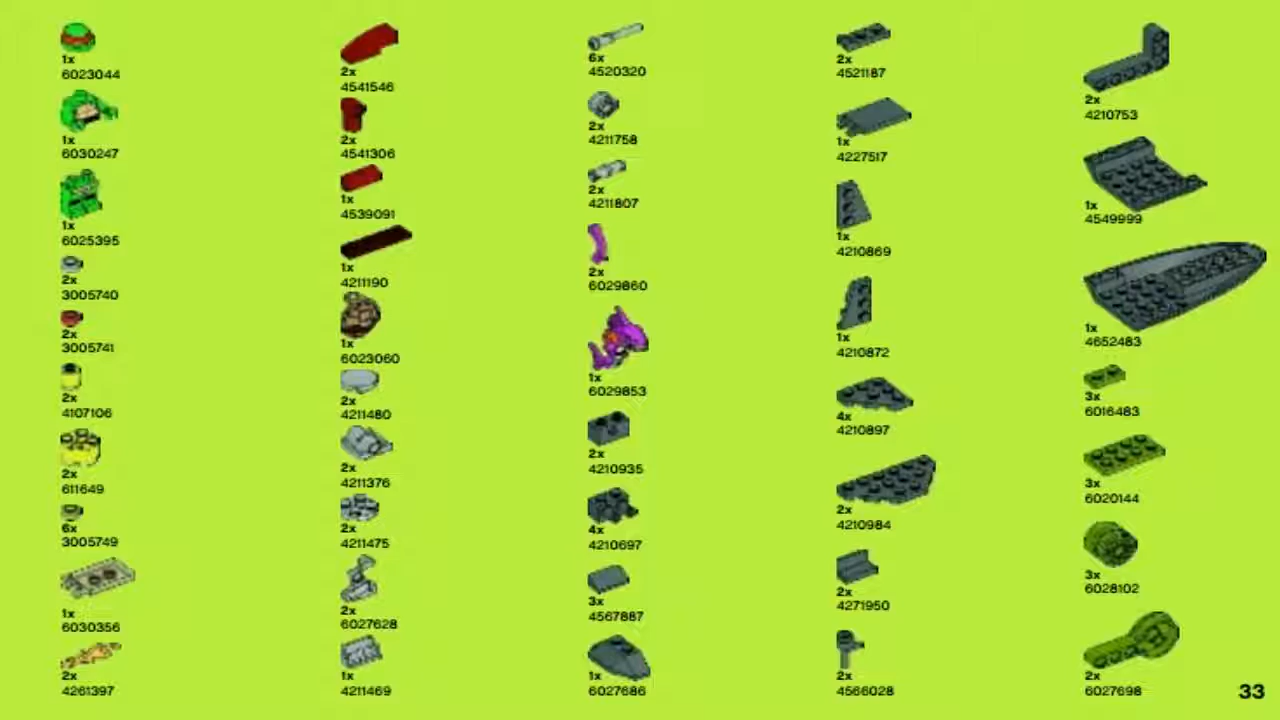 1x
6023044
1x
6030247
1x
6025395
2x
3005740
2x
3005741
2x
4107106
2x
611649
6x
3005749
1x
6030356
2x
4261397
2x
4541546
2x
4541306
1x
4539091
1x
4211190
1x
6023060
2x
4211480
2x
4211376
2x
4211475
2x
6027628
1x
4211469
6x
4520320
2x
4211758
2x
4211807
2x
6029860
1x
6029853
2x
4210935
4x
4210697
3x
4567887
1x
6027686
2x
4521187
1x
4227517
1x
4210869
1x
4210872
4x
4210897
2x
4210984
2x
4271950
2x
4566028
2x
4210753
1x
4549999
1x
4652483
3x
6016483
3x
6020144
3x
6028102
2x
6027698
33